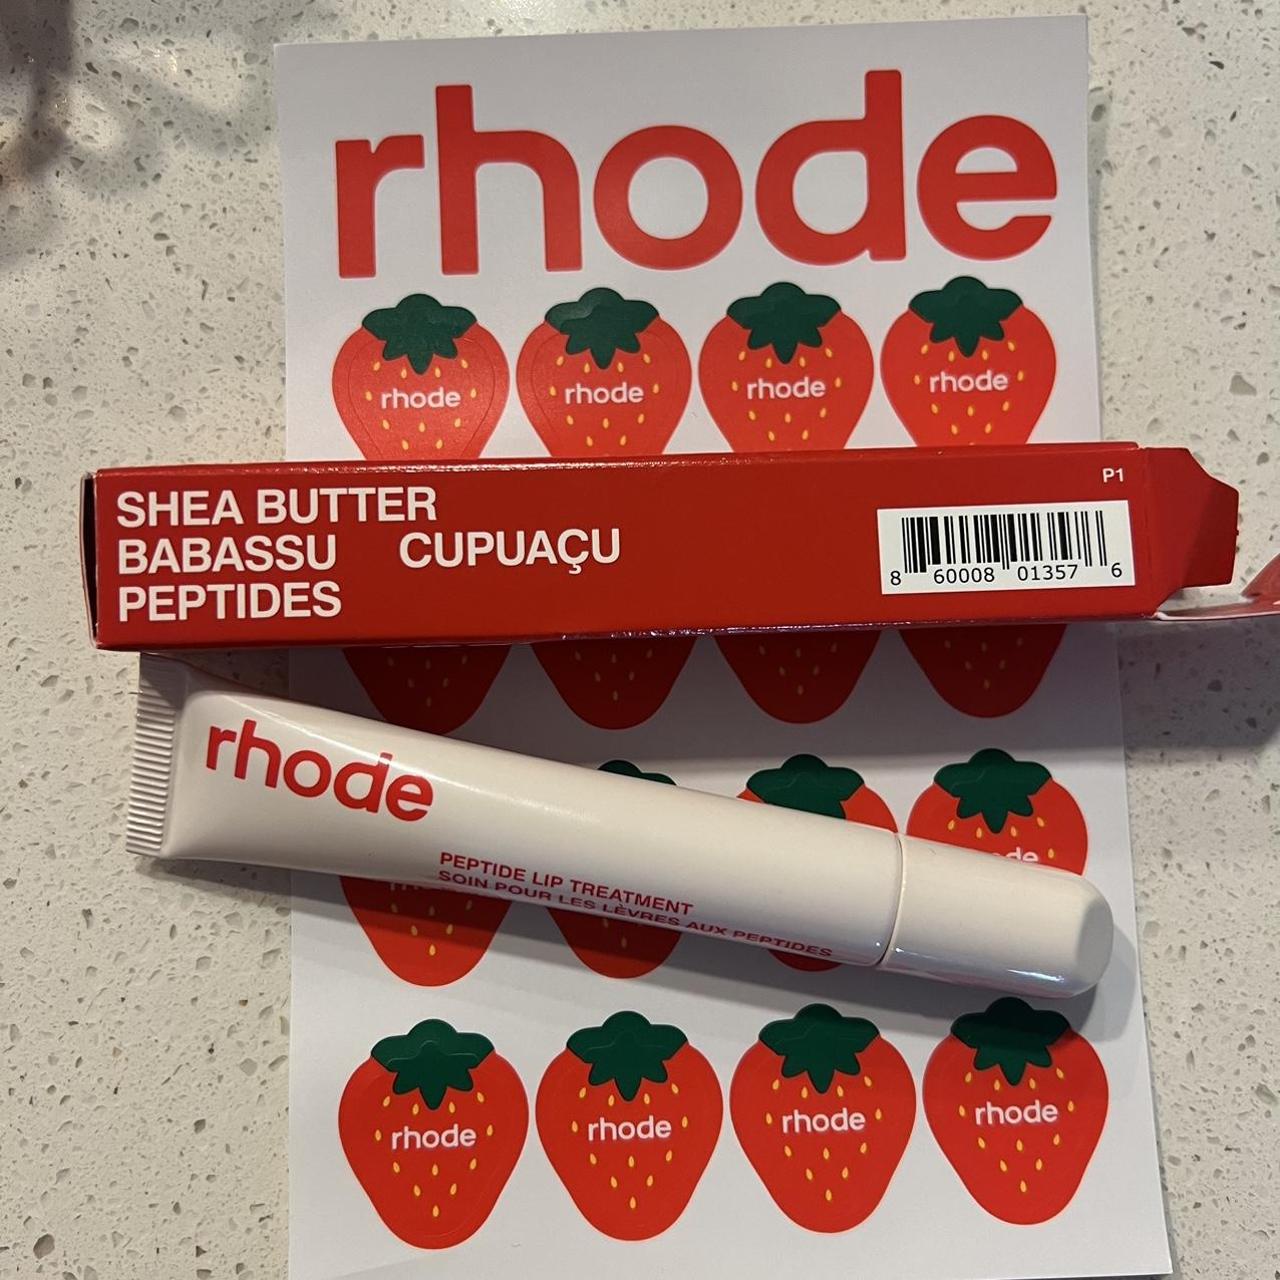 rhode
rhode rhode rhode rhode
SHEA BUTTER
BABASSU CUPUAÇU
PEPTIDES
P1
8 60008 01357 6
rhode
PEPTIDE LIP TREATMENT
SOIN POUR LES LÈVRES AUX PEPTIDES
rhode rhode rhode rhode